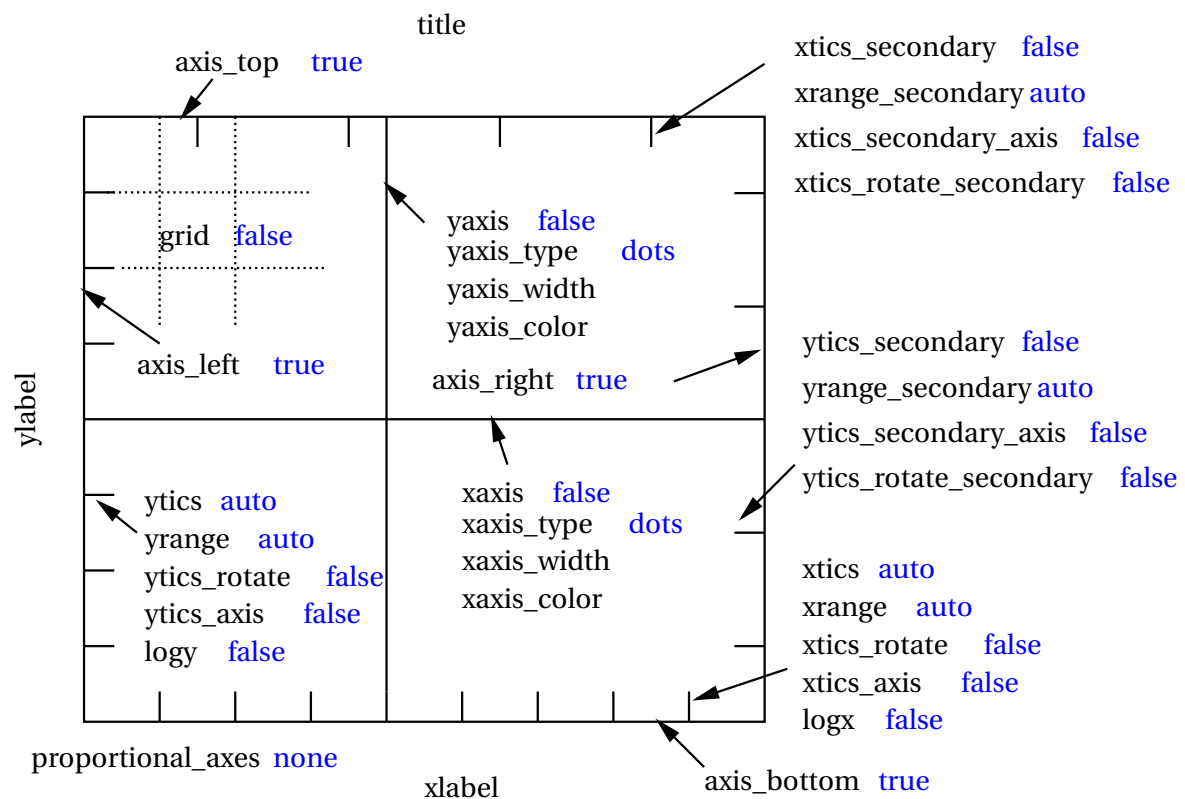 title
axis_top true
xtics_secondary false
xrange_secondary auto
xtics_secondary_axis false
xtics_rotate_secondary false
grid false
yaxis false
yaxis_type dots
yaxis_width
yaxis_color
axis_left true
axis_right true
ytics_secondary false
yrange_secondary auto
ytics_secondary_axis false
ytics_rotate_secondary false
ylabel
ytics auto
yrange auto
ytics_rotate false
ytics_axis false
logy false
xaxis false
xaxis_type dots
xaxis_width
xaxis_color
xtics auto
xrange auto
xtics_rotate false
xtics_axis false
logx false
proportional_axes none
xlabel
axis_bottom true